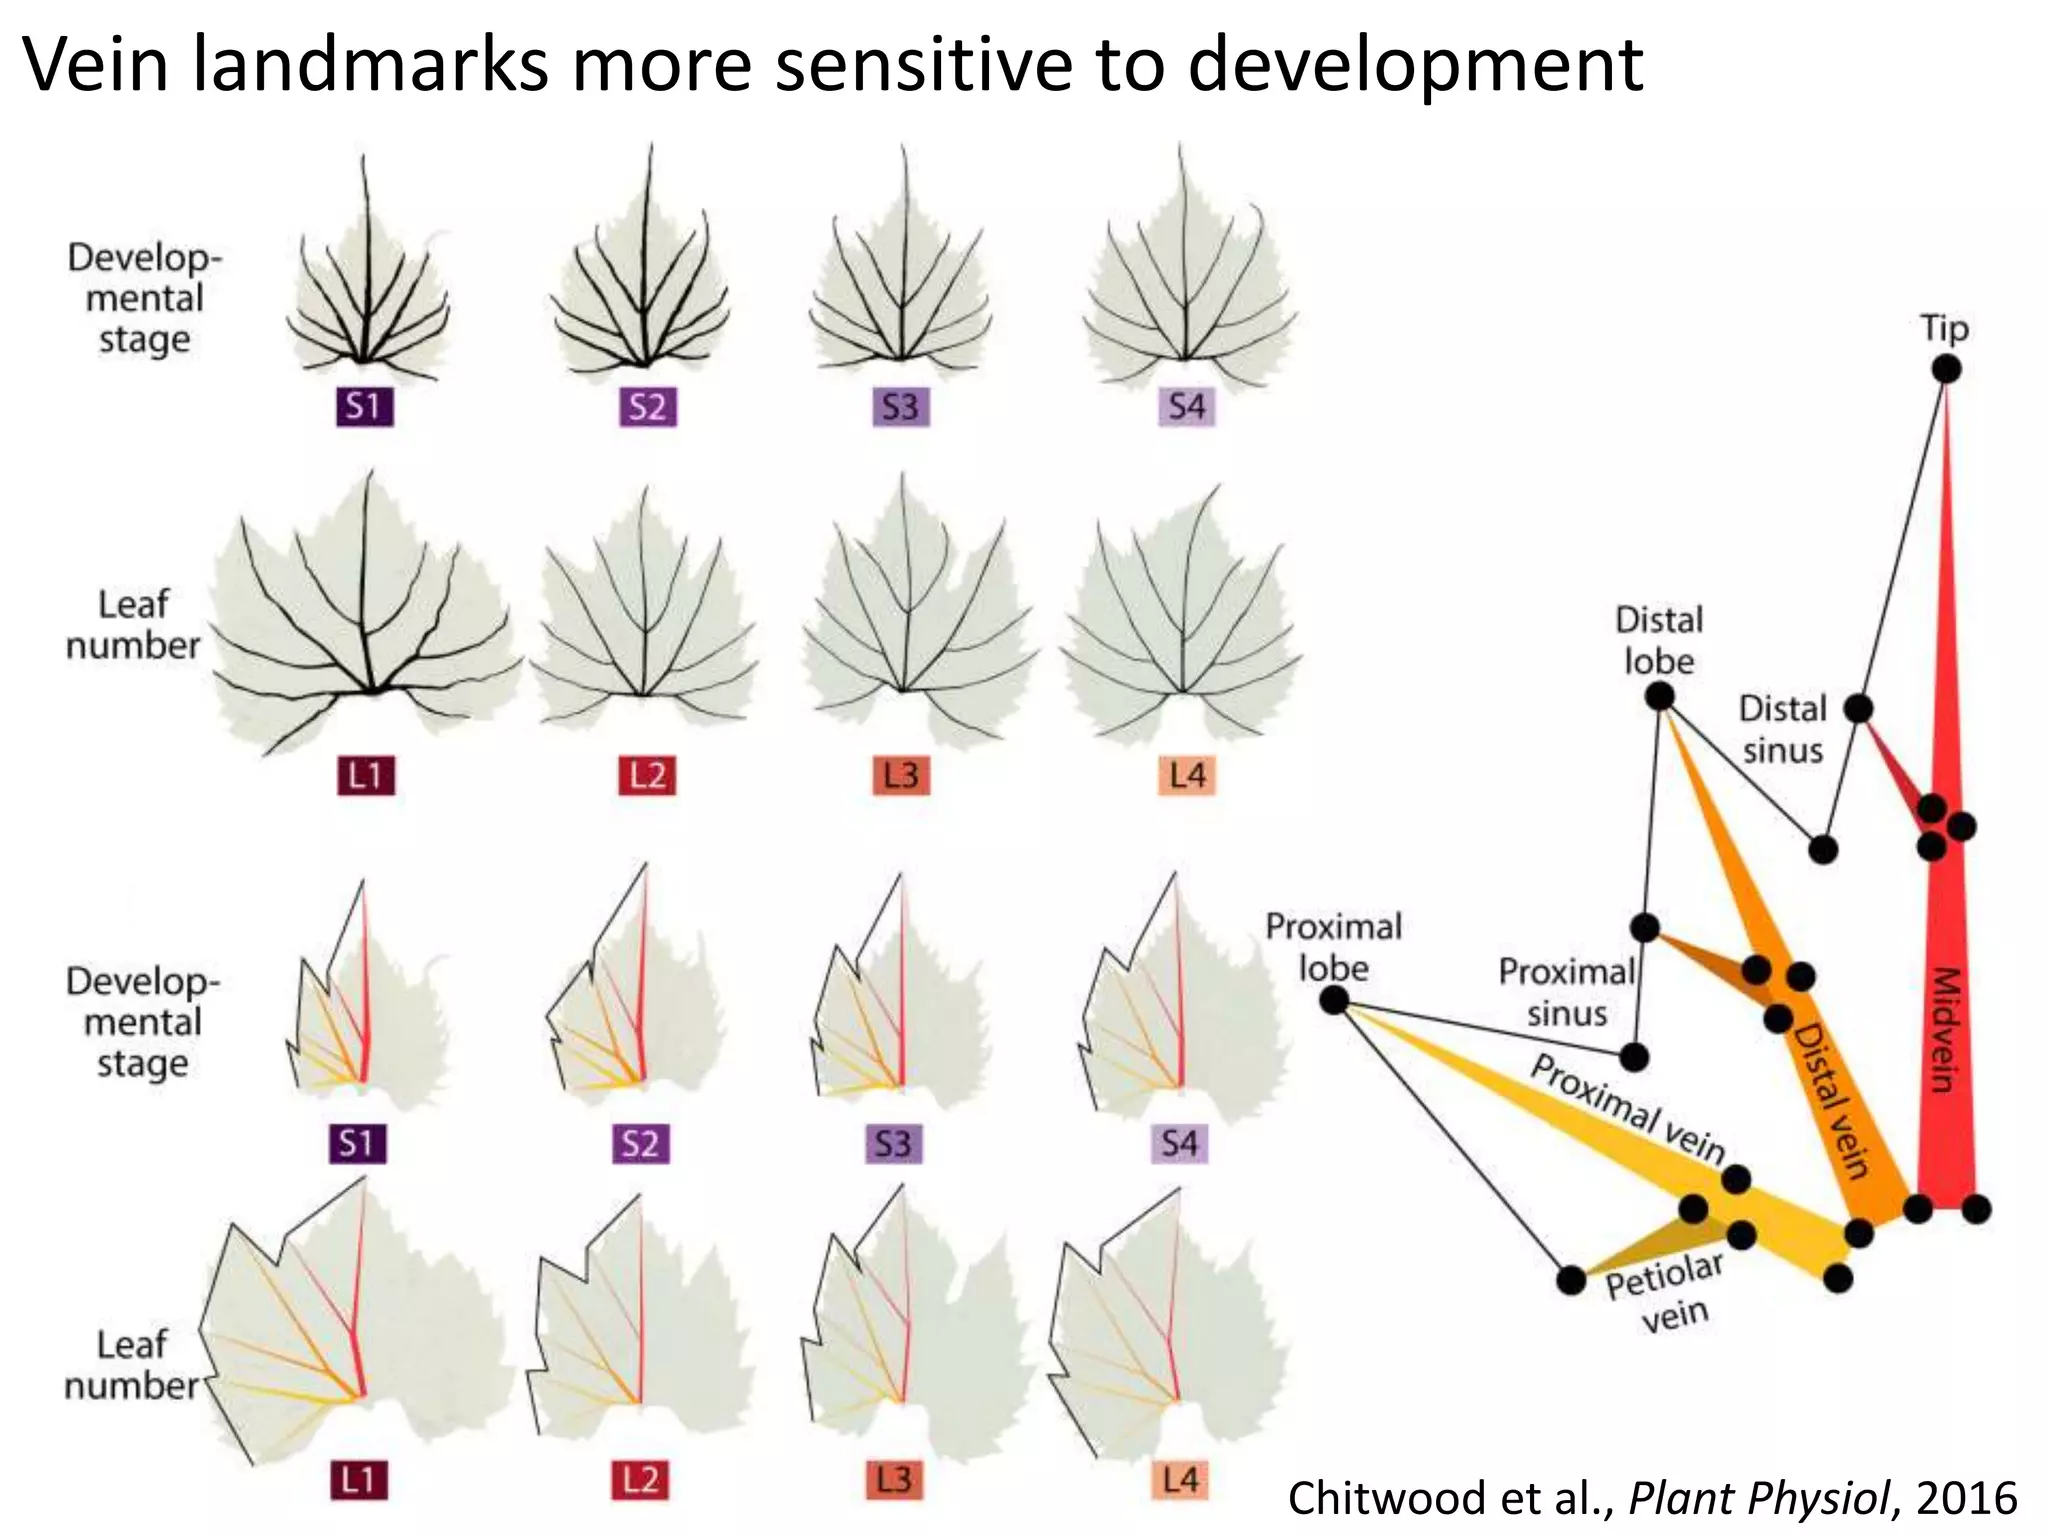 Vein landmarks more sensitive to development
Develop-
mental
stage
S1 S2 S3 S4
Leaf
number
L1 L2 L3 L4
Develop-
mental
stage
S1 S2 S3 S4
Leaf
number
L1 L2 L3 L4
Tip
Distal
lobe
Distal
sinus
Proximal
lobe
Proximal
sinus
Midvein
Distal vein
Proximal vein
Petiolar
vein
Chitwood et al., Plant Physiol, 2016